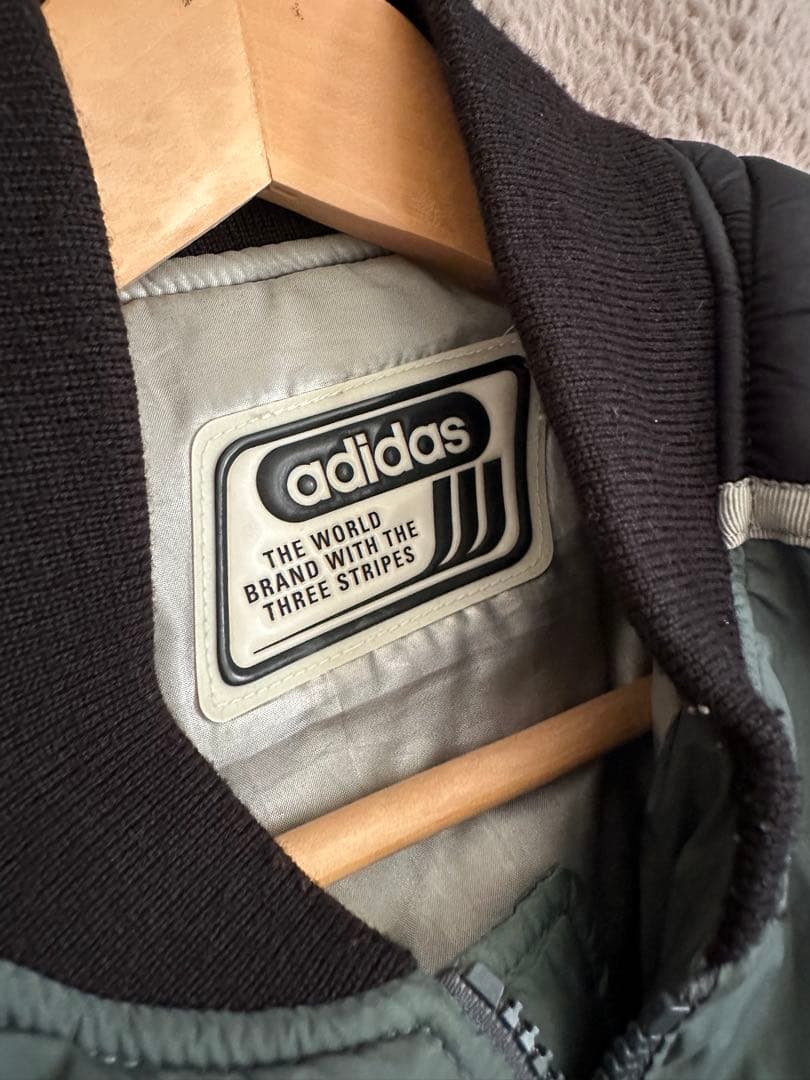 adidas
THE WORLD
BRAND WITH THE
THREE STRIPES